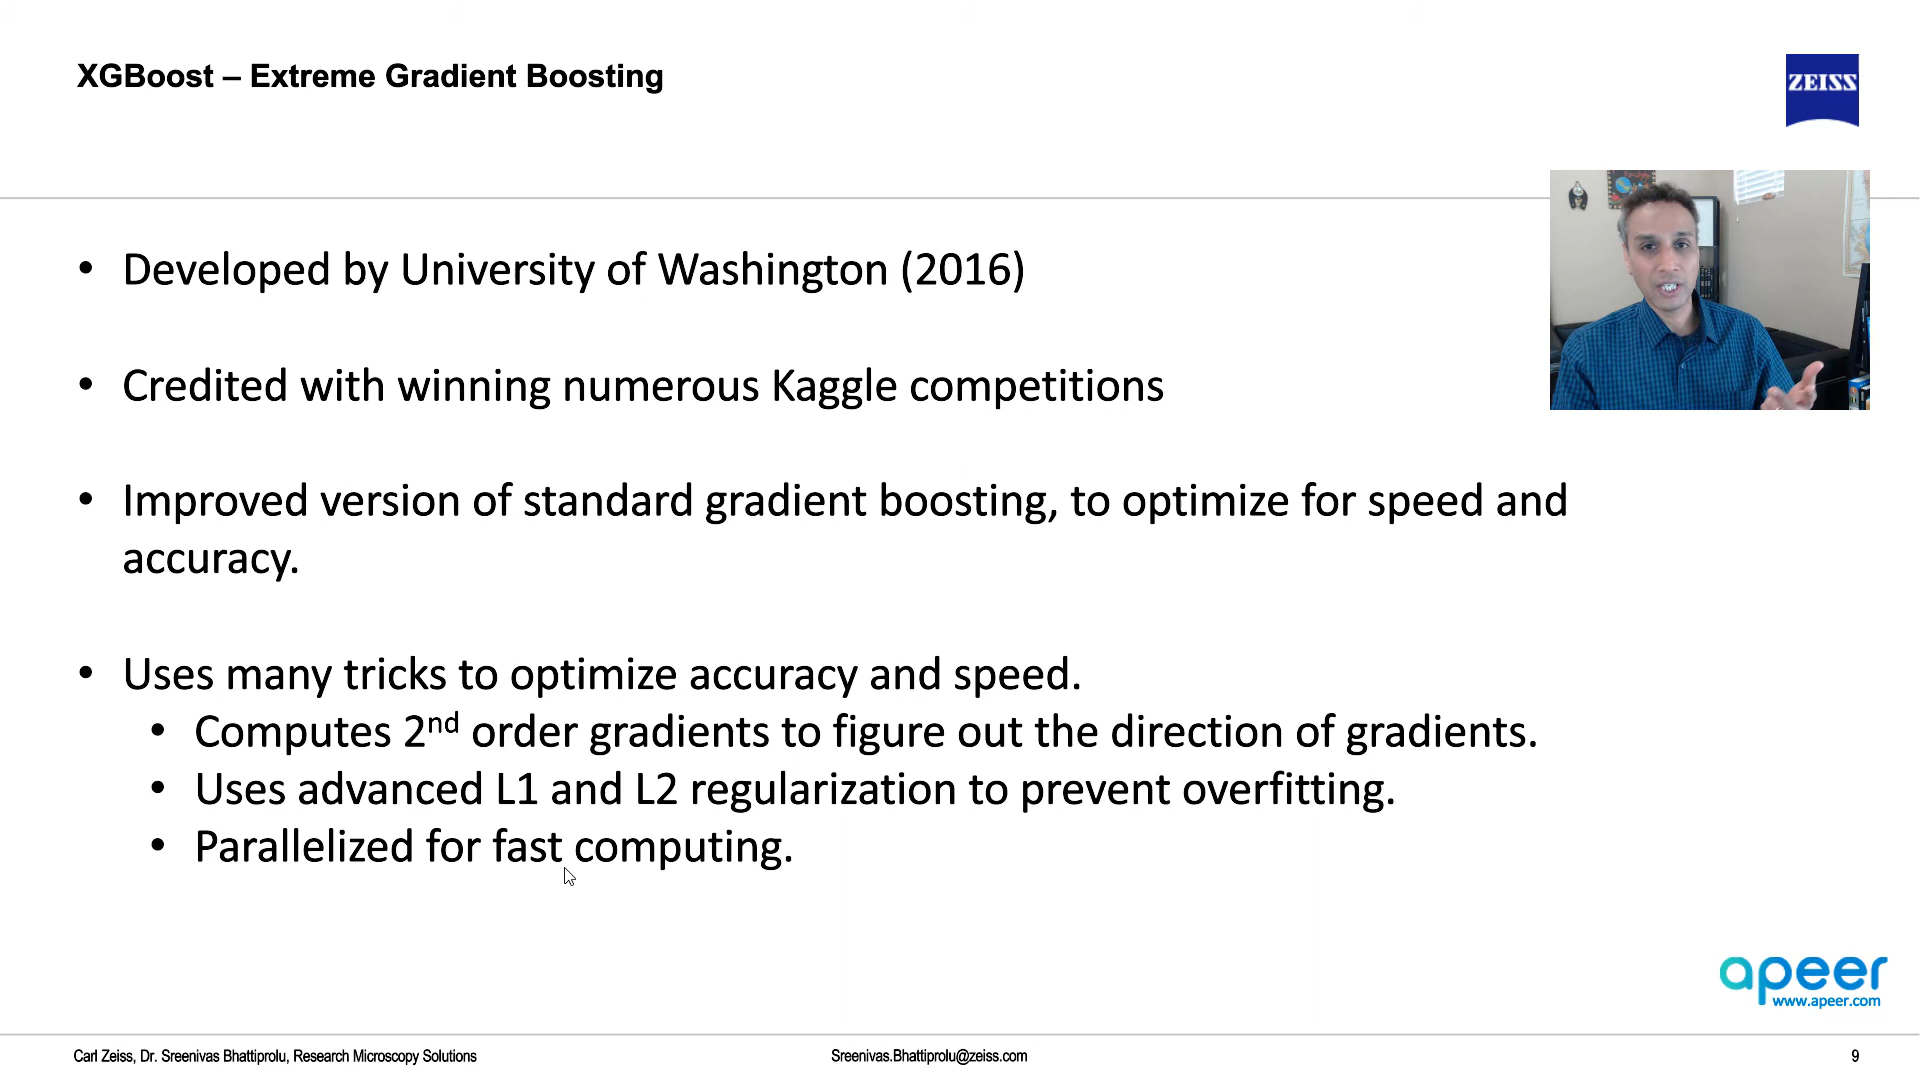 XGBoost – Extreme Gradient Boosting
ZEISS
• Developed by University of Washington (2016)
• Credited with winning numerous Kaggle competitions
• Improved version of standard gradient boosting, to optimize for speed and
accuracy.
• Uses many tricks to optimize accuracy and speed.
• Computes 2nd order gradients to figure out the direction of gradients.
• Uses advanced L1 and L2 regularization to prevent overfitting.
• Parallelized for fast computing.
apeer
www.apeer.com
Carl Zeiss, Dr. Sreenivas Bhattiprolu, Research Microscopy Solutions
Sreenivas.Bhattiprolu@zeiss.com
9